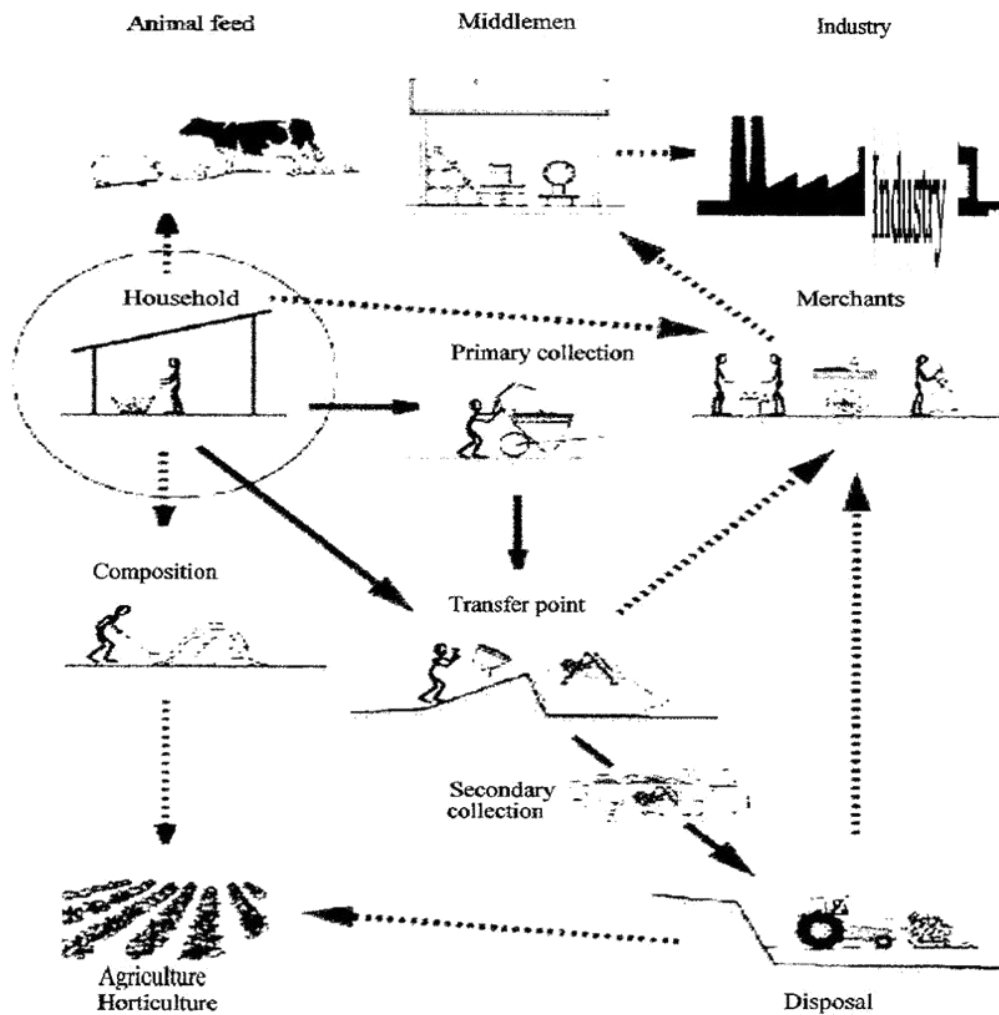 Animal feed
Middlemen
Industry
Industry
Household
Merchants
Primary collection
Composition
Transfer point
Secondary
collection
Agriculture
Horticulture
Disposal